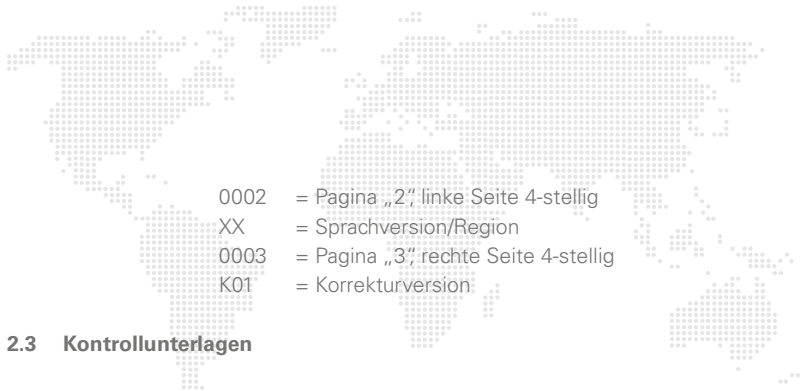 0002 = Pagina „2“, linke Seite 4-stellig
XX = Sprachversion/Region
0003 = Pagina „3“, rechte Seite 4-stellig
K01 = Korrekturversion
2.3 Kontrollunterlagen